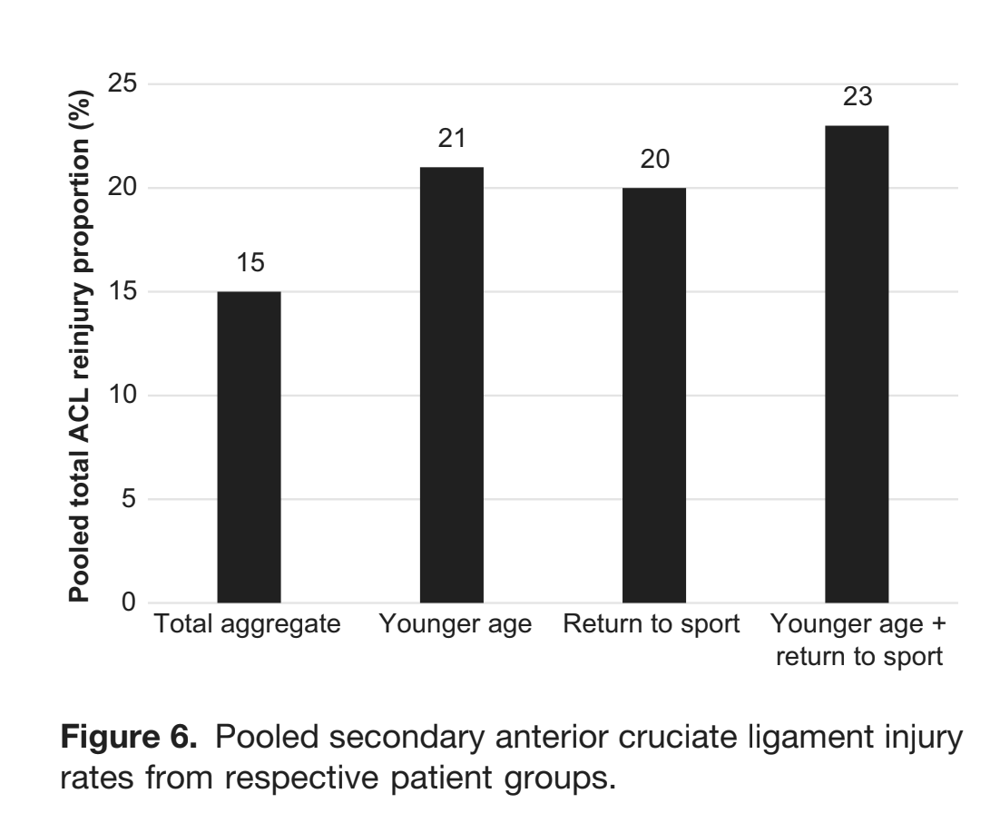 Pooled total ACL reinjury proportion (%)
25
20
15
10
5
0
15
21
20
23
Total aggregate
Younger age
Return to sport
Younger age +
return to sport
Figure 6. Pooled secondary anterior cruciate ligament injury
rates from respective patient groups.